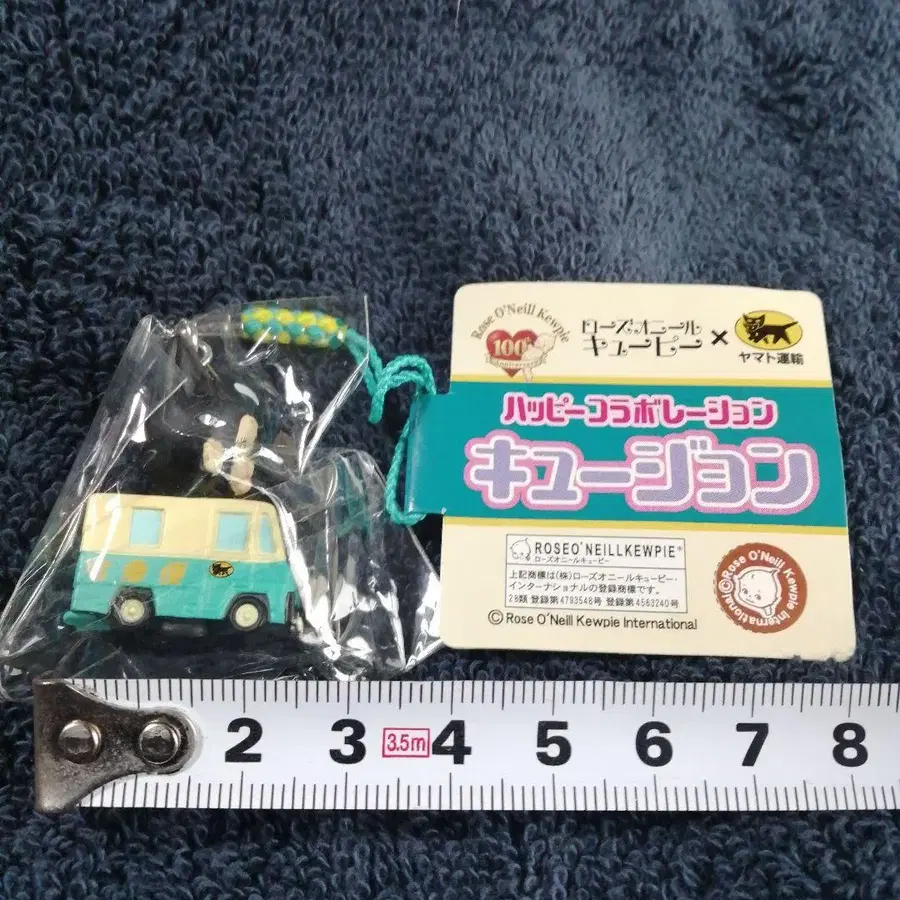 Rose O'Neill Kewpie
100th
Anniversary
ローズオニール
キューピー
×
ヤマト運輸
ハッピーコラボレーション
キュージョン
ROSEO'NEILLKEWPIE®
ローズオニールキューピー
上記商標は(株)ローズオニールキューピー・
インターナショナルの登録商標です。
28類 登録第4793548号 登録第4563240号
© Rose O'Neill Kewpie International
©Rose O'Neill Kewpie International
2 3 3.5m 4 5 6 7 8